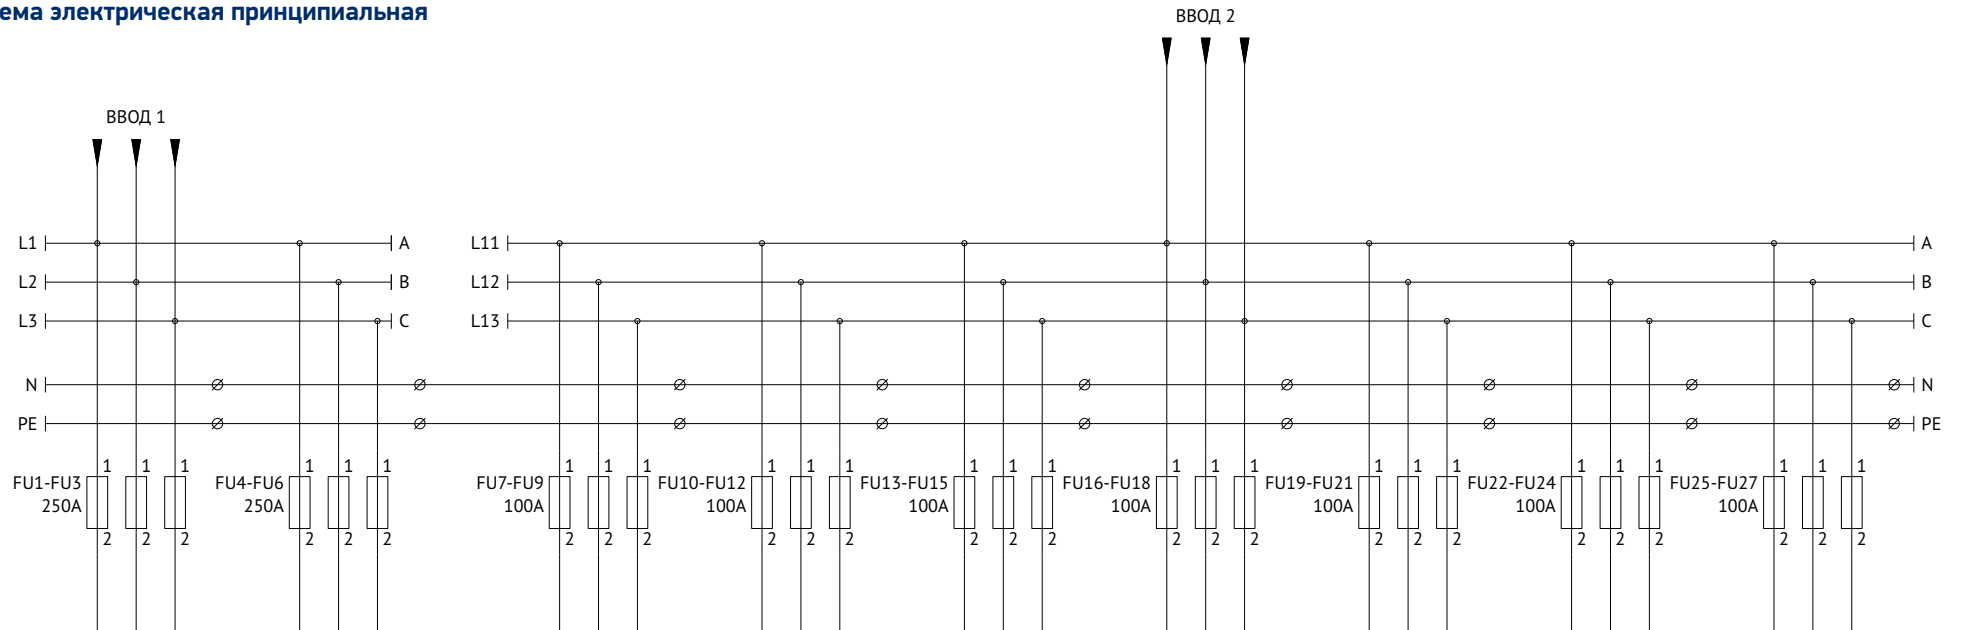 ема электрическая принципиальная
ВВОД 2
ВВОД 1
L1 A L11 A
L2 B L12 B
L3 C L13 C
N N
PE PE
1 1 1 1 1 1 1 1 1 1 1 1 1 1 1 1 1 1 1 1 1 1 1 1 1 1 1
FU1-FU3 FU4-FU6 FU7-FU9 FU10-FU12 FU13-FU15 FU16-FU18 FU19-FU21 FU22-FU24 FU25-FU27
250A 250A 100A 100A 100A 100A 100A 100A 100A
2 2 2 2 2 2 2 2 2 2 2 2 2 2 2 2 2 2 2 2 2 2 2 2 2 2 2